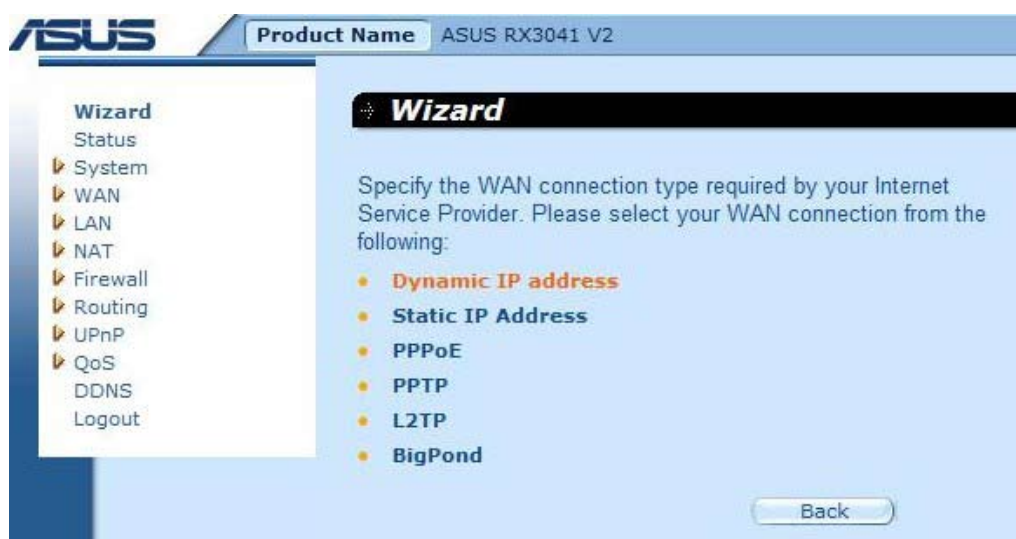 ASUS
Product Name ASUS RX3041 V2
Wizard
Status
System
WAN
LAN
NAT
Firewall
Routing
UPnP
QoS
DDNS
Logout
Wizard
Specify the WAN connection type required by your Internet
Service Provider. Please select your WAN connection from the
following:
Dynamic IP address
Static IP Address
PPPoE
PPTP
L2TP
BigPond
Back